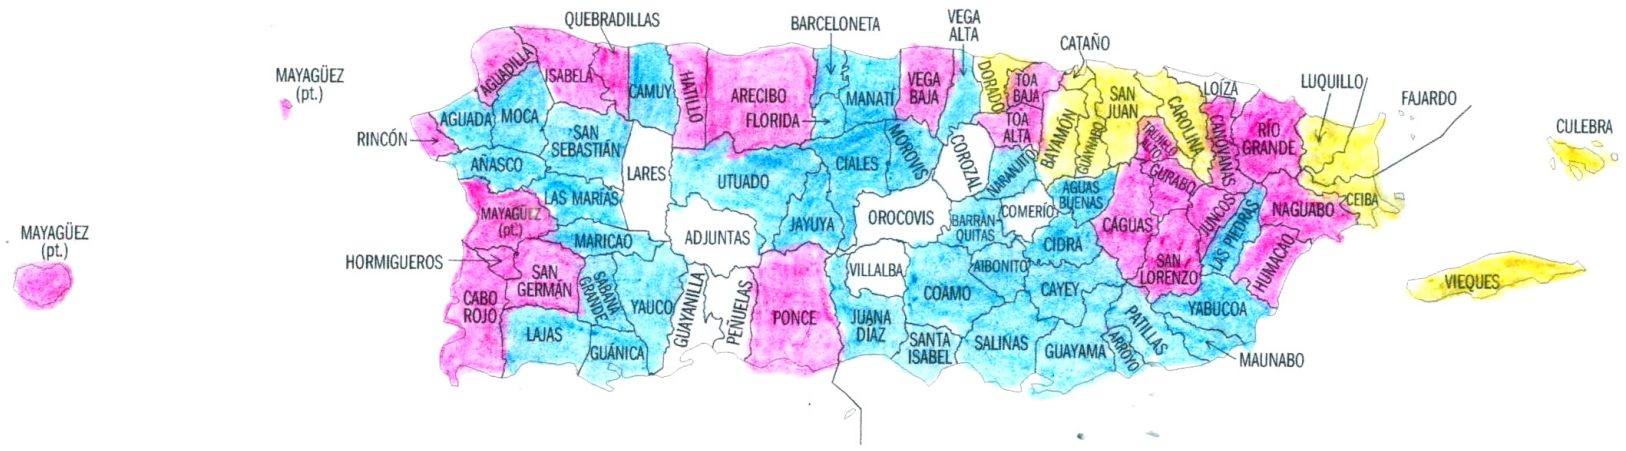 QUEBRADILLAS
BARCELONETA
VEGA
ALTA
CATAÑO
MAYAGÜEZ
(pt.)
AGUADILLA
ISABELA
CAMUY
HATILLO
ARECIBO
FLORIDA
MANATÍ
VEGA
BAJA
DORADO
TOA
BAJA
TOA
ALTA
BAYAMÓN
GUAYNABO
SAN
JUAN
TRUJILLO
ALTO
CAROLINA
LOÍZA
CANÓVANAS
RÍO
GRANDE
LUQUILLO
FAJARDO
CULEBRA
RINCÓN
AGUADA
MOCA
SAN
SEBASTIÁN
AÑASCO
LARES
UTUADO
CIALES
MOROVIS
COROZAL
NARANJITO
LAS MARÍAS
MAYAGÜEZ
(pt.)
MAYAGÜEZ
(pt.)
MARICAO
ADJUNTAS
JAYUYA
OROCOVIS
BARRAN-
QUITAS
COMERÍO
AGUAS
BUENAS
CIDRA
CAGUAS
GURABO
JUNCOS
LAS PIEDRAS
NAGUABO
CEIBA
HUMACAO
SAN
LORENZO
HORMIGUEROS
SAN
GERMÁN
CABO
ROJO
SABANA
GRANDE
YAUCO
GUAYANILLA
PEÑUELAS
PONCE
VILLALBA
JUANA
DÍAZ
COAMO
AIBONITO
CAYEY
SANTA
ISABEL
SALINAS
GUAYAMA
ARROYO
PATILLAS
YABUCOA
MAUNABO
VIEQUES
LAJAS
GUÁNICA